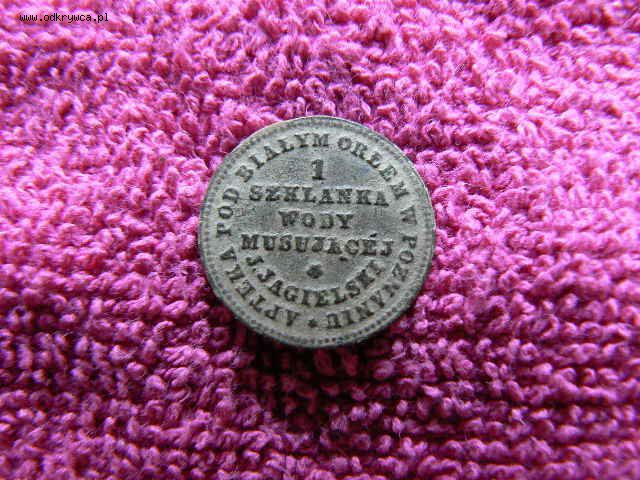 www.odkrywca.pl
APTEKA POD BIAŁYM ORŁEM W POZNANIU *
1
SZKLANKA
WODY
MUSUJĄCÉJ
*
J.JAGIELSKI